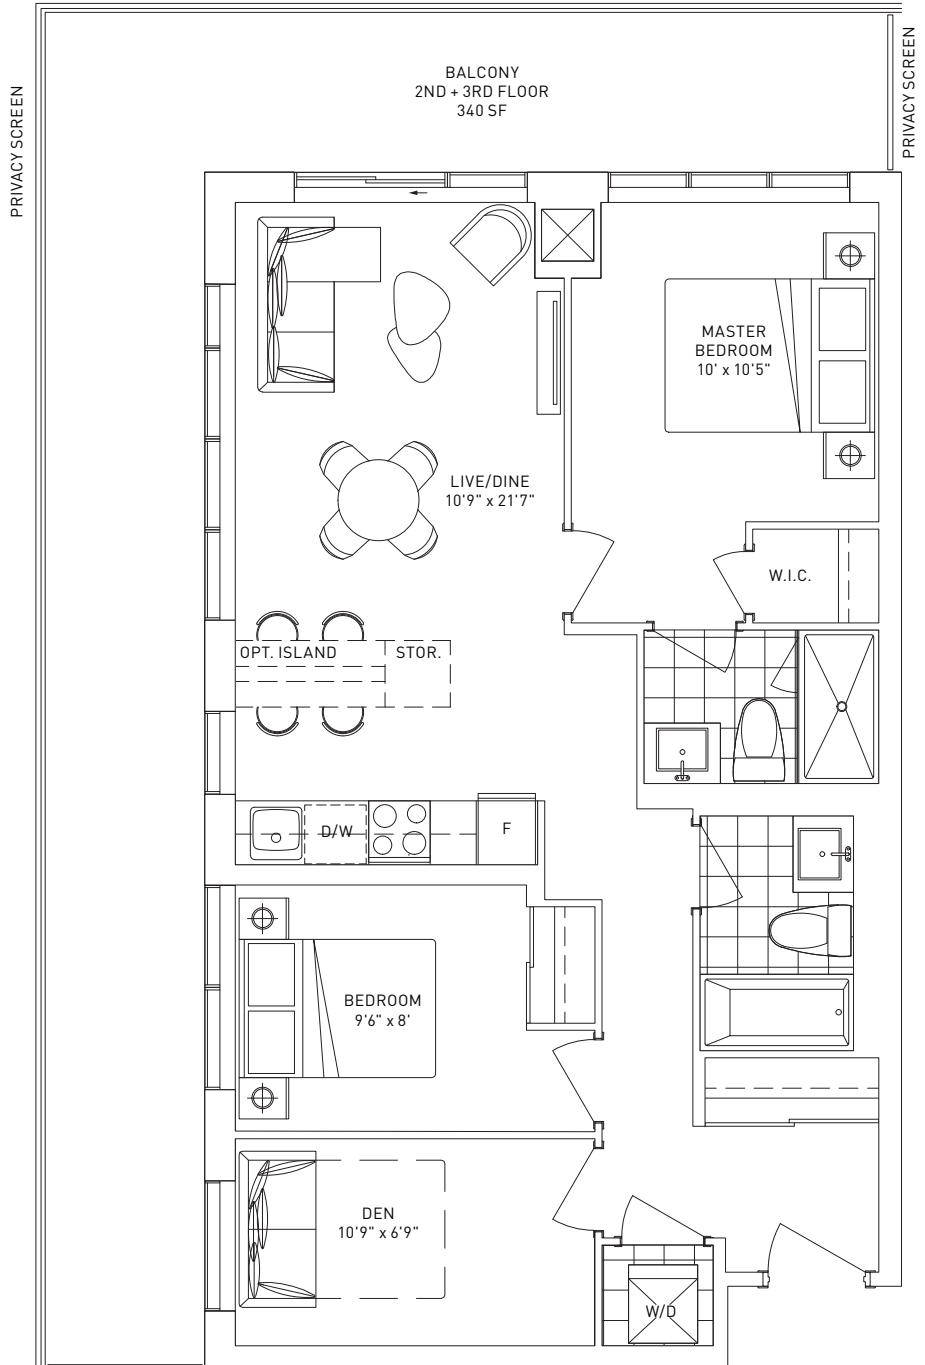 BALCONY
2ND + 3RD FLOOR
340 SF
PRIVACY SCREEN
PRIVACY SCREEN
MASTER
BEDROOM
10' x 10'5"
LIVE/DINE
10'9" x 21'7"
W.I.C.
OPT. ISLAND
STOR.
D/W
F
BEDROOM
9'6" x 8'
DEN
10'9" x 6'9"
W/D